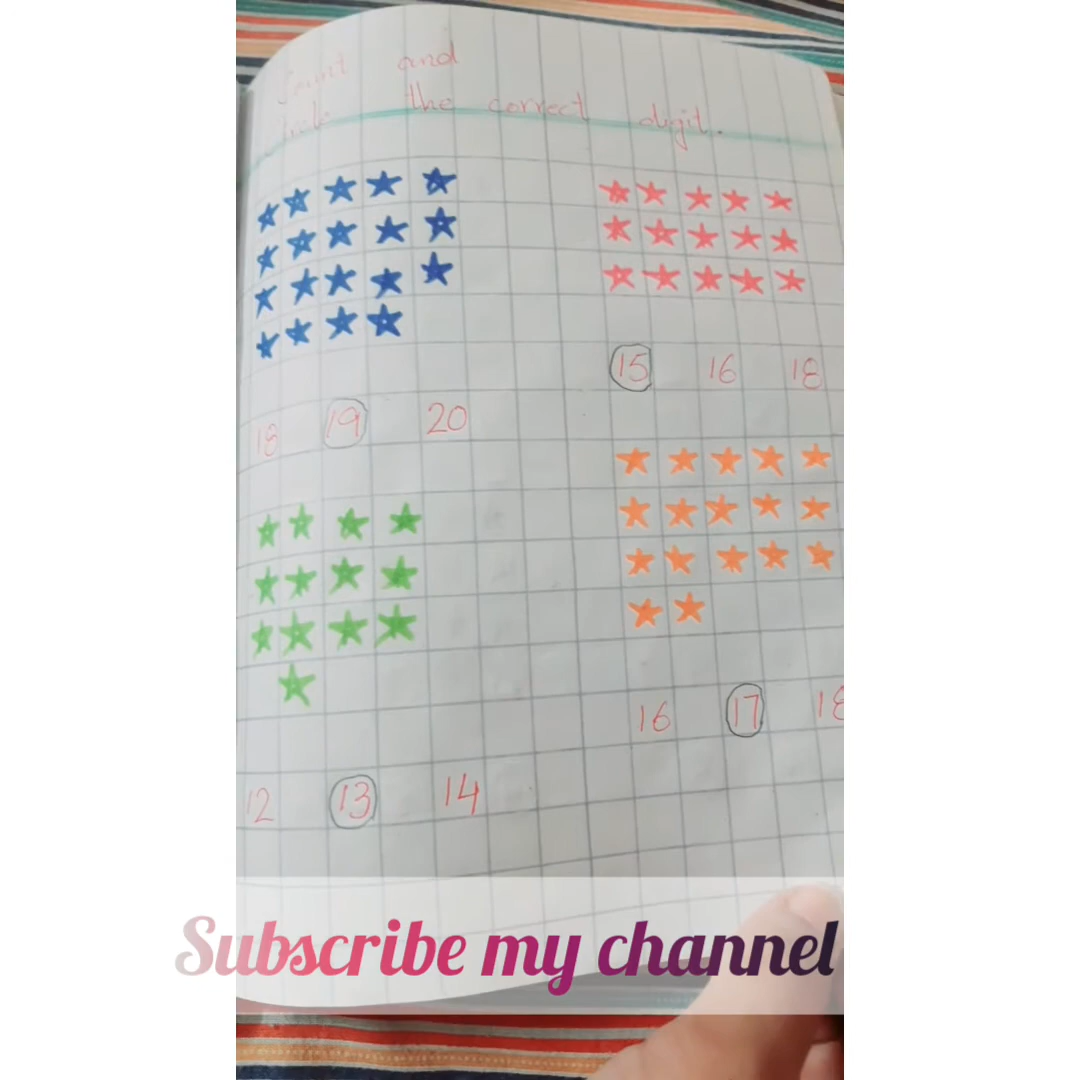 Count and
the correct digit.
15 16 18
18 19 20
16 17 18
12 13 14
Subscribe my channel